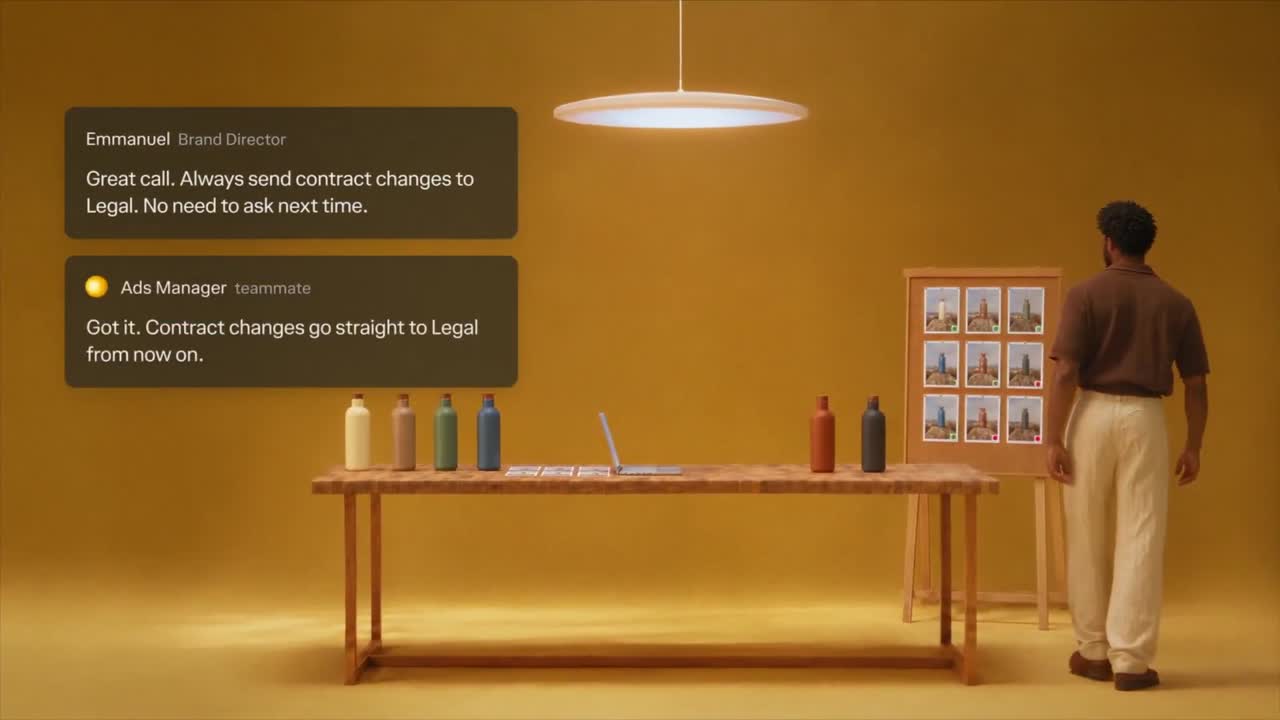 Emmanuel Brand Director
Great call. Always send contract changes to
Legal. No need to ask next time.
Ads Manager teammate
Got it. Contract changes go straight to Legal
from now on.